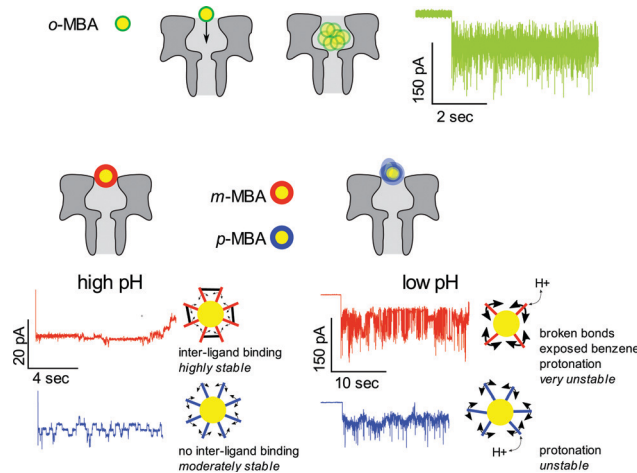 o-MBA
150 pA
2 sec
m-MBA
p-MBA
high pH
low pH
20 pA
4 sec
inter-ligand binding
highly stable
150 pA
10 sec
H+
broken bonds
exposed benzene
protonation
very unstable
no inter-ligand binding
moderately stable
H+
protonation
unstable